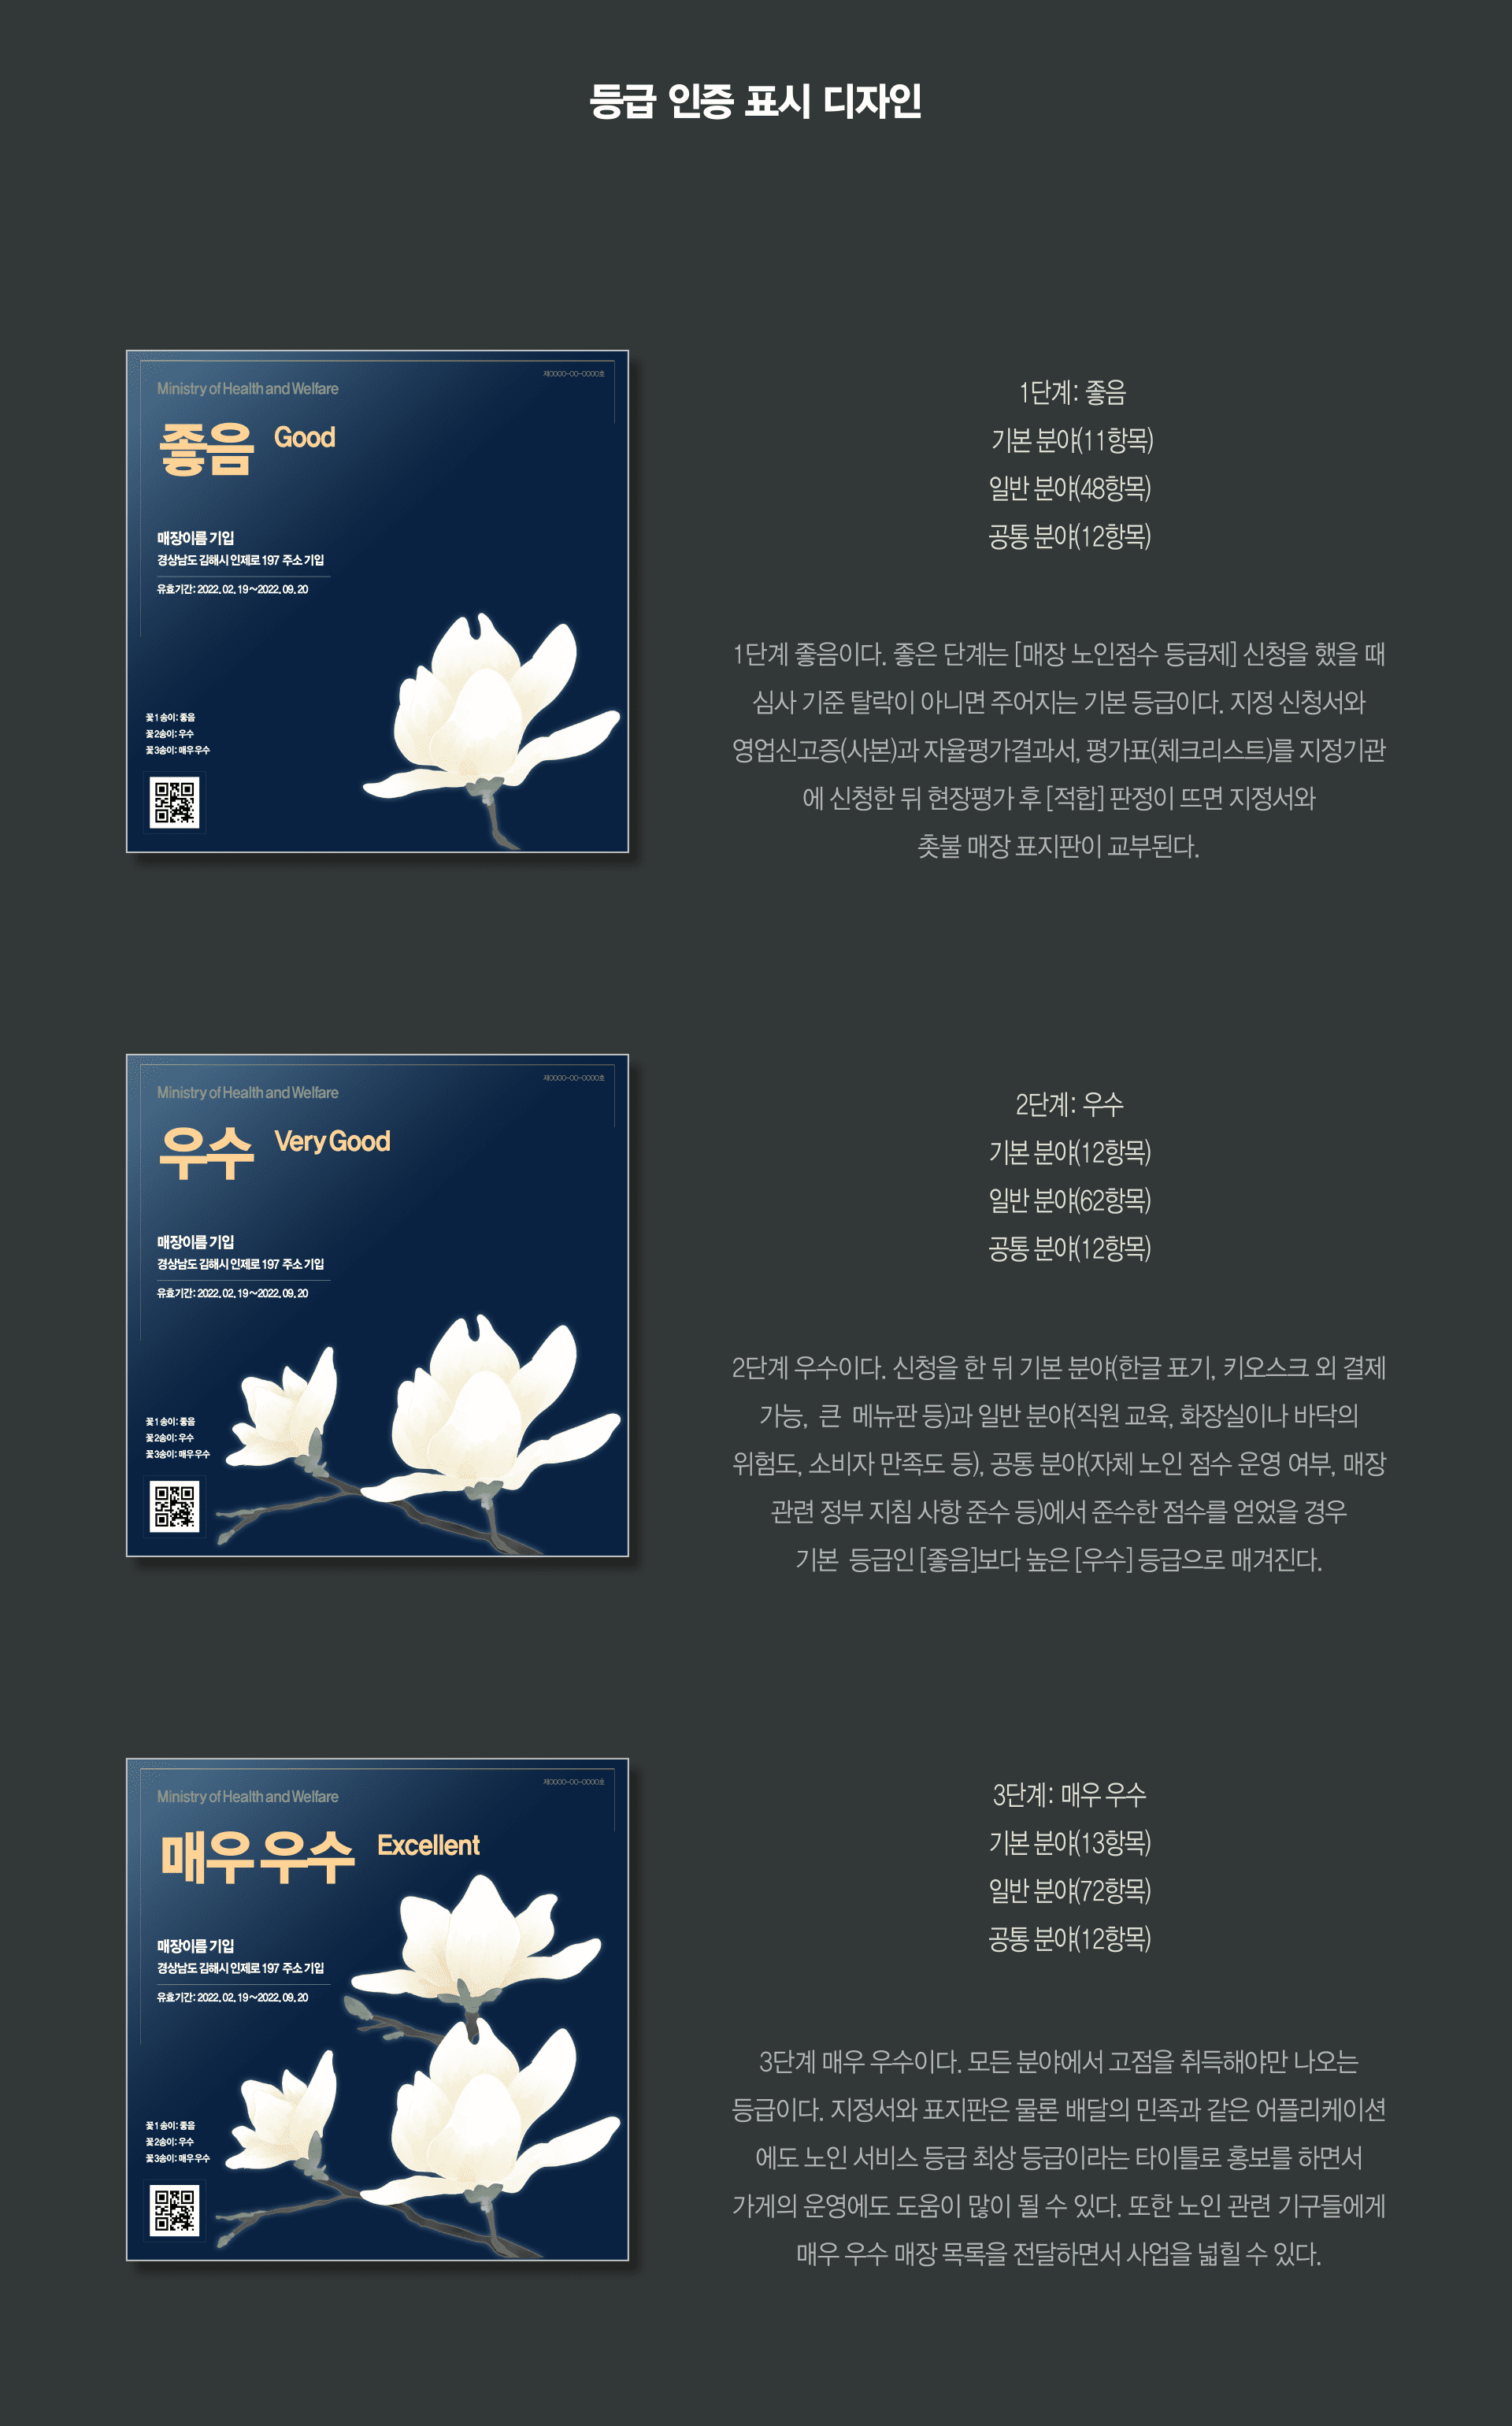 등급 인증 표시 디자인
제0000-00-0000호
Ministry of Health and Welfare
좋음 Good
매장이름 기입
경상남도 김해시 인제로 197 주소 기입
유효기간: 2022. 02. 19~2022. 09. 20
꽃1송이: 좋음
꽃2송이: 우수
꽃3송이: 매우우수
1단계: 좋음
기본 분야(11항목)
일반 분야(48항목)
공통 분야(12항목)
1단계 좋음이다. 좋은 단계는 [매장 노인점수 등급제] 신청을 했을 때
심사 기준 탈락이 아니면 주어지는 기본 등급이다. 지정 신청서와
영업신고증(사본)과 자율평가결과서, 평가표(체크리스트)를 지정기관
에 신청한 뒤 현장평가 후 [적합] 판정이 뜨면 지정서와
촛불 매장 표지판이 교부된다.
제0000-00-0000호
Ministry of Health and Welfare
우수 Very Good
매장이름 기입
경상남도 김해시 인제로 197 주소 기입
유효기간: 2022. 02. 19~2022. 09. 20
꽃1송이: 좋음
꽃2송이: 우수
꽃3송이: 매우우수
2단계: 우수
기본 분야(12항목)
일반 분야(62항목)
공통 분야(12항목)
2단계 우수이다. 신청을 한 뒤 기본 분야(한글 표기, 키오스크 외 결제
가능, 큰 메뉴판 등)과 일반 분야(직원 교육, 화장실이나 바닥의
위험도, 소비자 만족도 등), 공통 분야(자체 노인 점수 운영 여부, 매장
관련 정부 지침 사항 준수 등)에서 준수한 점수를 얻었을 경우
기본 등급인 [좋음]보다 높은 [우수] 등급으로 매겨진다.
제0000-00-0000호
Ministry of Health and Welfare
매우 우수 Excellent
매장이름 기입
경상남도 김해시 인제로 197 주소 기입
유효기간: 2022. 02. 19~2022. 09. 20
꽃1송이: 좋음
꽃2송이: 우수
꽃3송이: 매우우수
3단계: 매우 우수
기본 분야(13항목)
일반 분야(72항목)
공통 분야(12항목)
3단계 매우 우수이다. 모든 분야에서 고점을 취득해야만 나오는
등급이다. 지정서와 표지판은 물론 배달의 민족과 같은 어플리케이션
에도 노인 서비스 등급 최상 등급이라는 타이틀로 홍보를 하면서
가게의 운영에도 도움이 많이 될 수 있다. 또한 노인 관련 기구들에게
매우 우수 매장 목록을 전달하면서 사업을 넓힐 수 있다.